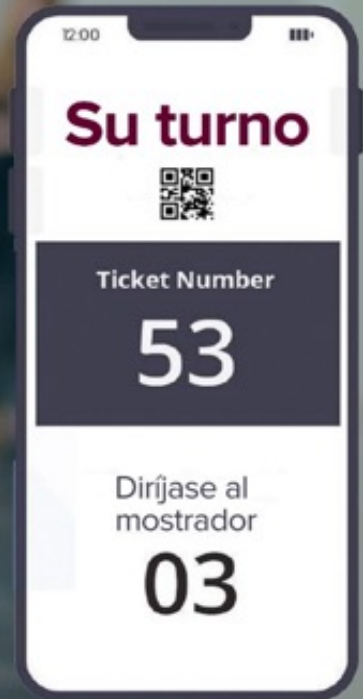 12:00
Su turno
Ticket Number
53
Diríjase al
mostrador
03